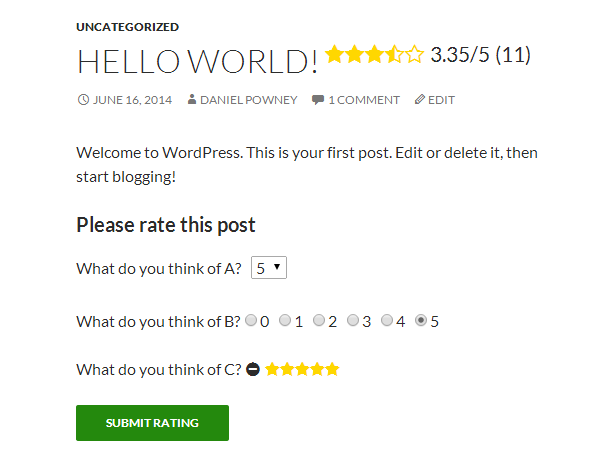 UNCATEGORIZED
HELLO WORLD! 3.35/5 (11)
JUNE 16, 2014 DANIEL POWNEY 1 COMMENT EDIT
Welcome to WordPress. This is your first post. Edit or delete it, then
start blogging!
Please rate this post
What do you think of A? 5
What do you think of B? 0 1 2 3 4 5
What do you think of C?
SUBMIT RATING